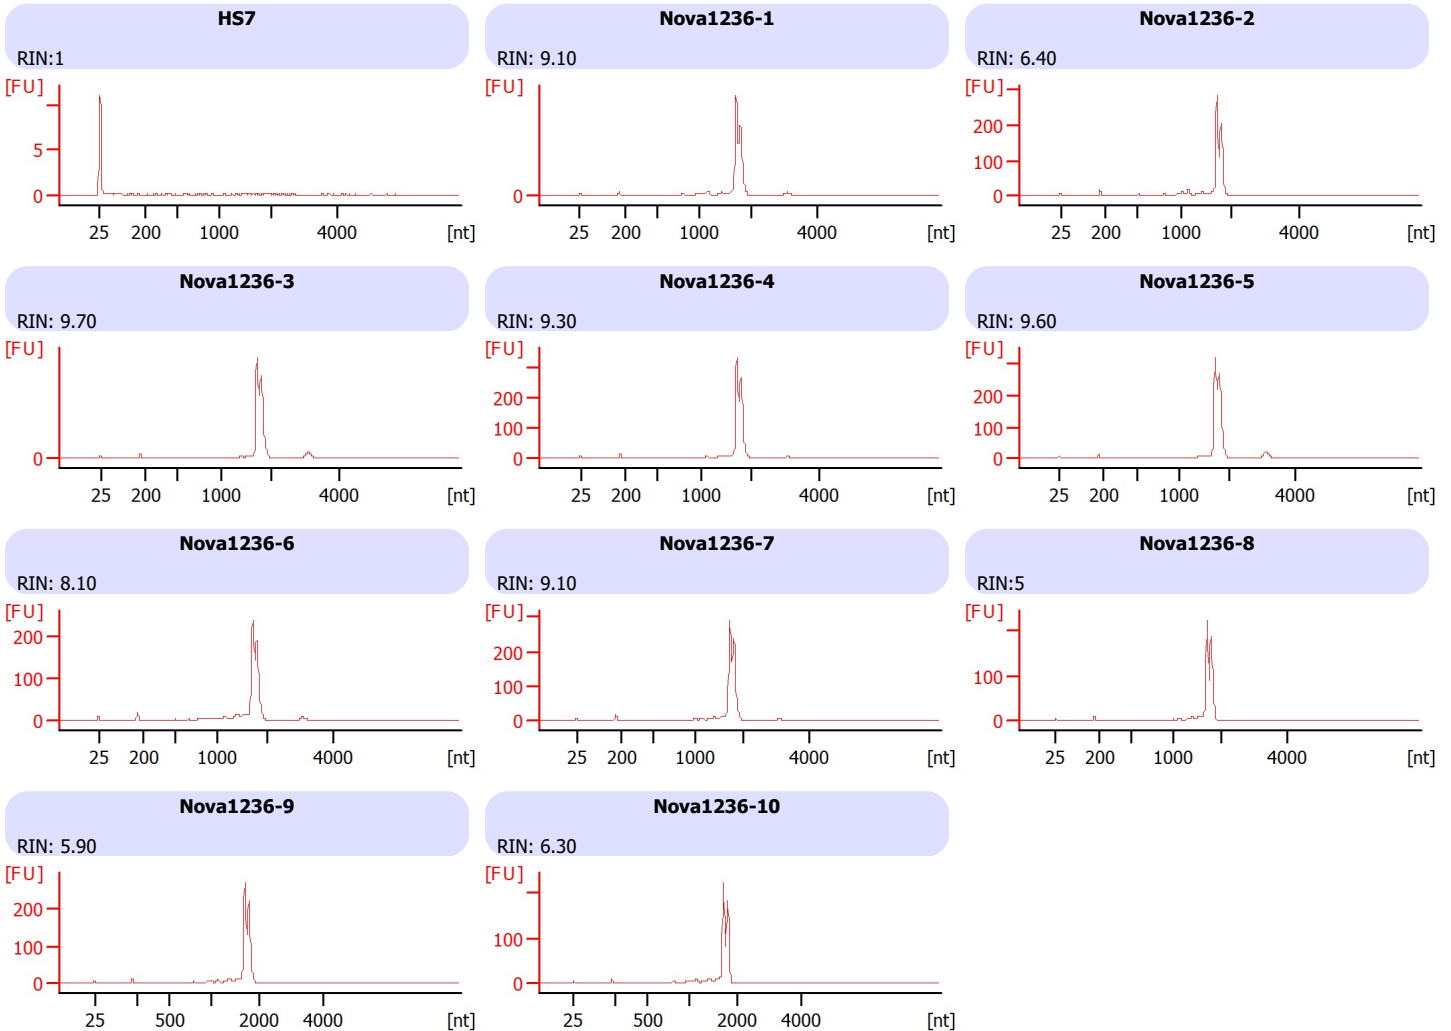 HS7
RIN:1
[FU]
5
0
25 200 1000 4000 [nt]
Nova1236-1
RIN: 9.10
[FU]
0
25 200 1000 4000 [nt]
Nova1236-2
RIN: 6.40
[FU]
200
100
0
25 200 1000 4000 [nt]
Nova1236-3
RIN: 9.70
[FU]
0
25 200 1000 4000 [nt]
Nova1236-4
RIN: 9.30
[FU]
200
100
0
25 200 1000 4000 [nt]
Nova1236-5
RIN: 9.60
[FU]
200
100
0
25 200 1000 4000 [nt]
Nova1236-6
RIN: 8.10
[FU]
200
100
0
25 200 1000 4000 [nt]
Nova1236-7
RIN: 9.10
[FU]
200
100
0
25 200 1000 4000 [nt]
Nova1236-8
RIN:5
[FU]
100
0
25 200 1000 4000 [nt]
Nova1236-9
RIN: 5.90
[FU]
200
100
0
25 500 2000 4000 [nt]
Nova1236-10
RIN: 6.30
[FU]
100
0
25 500 2000 4000 [nt]